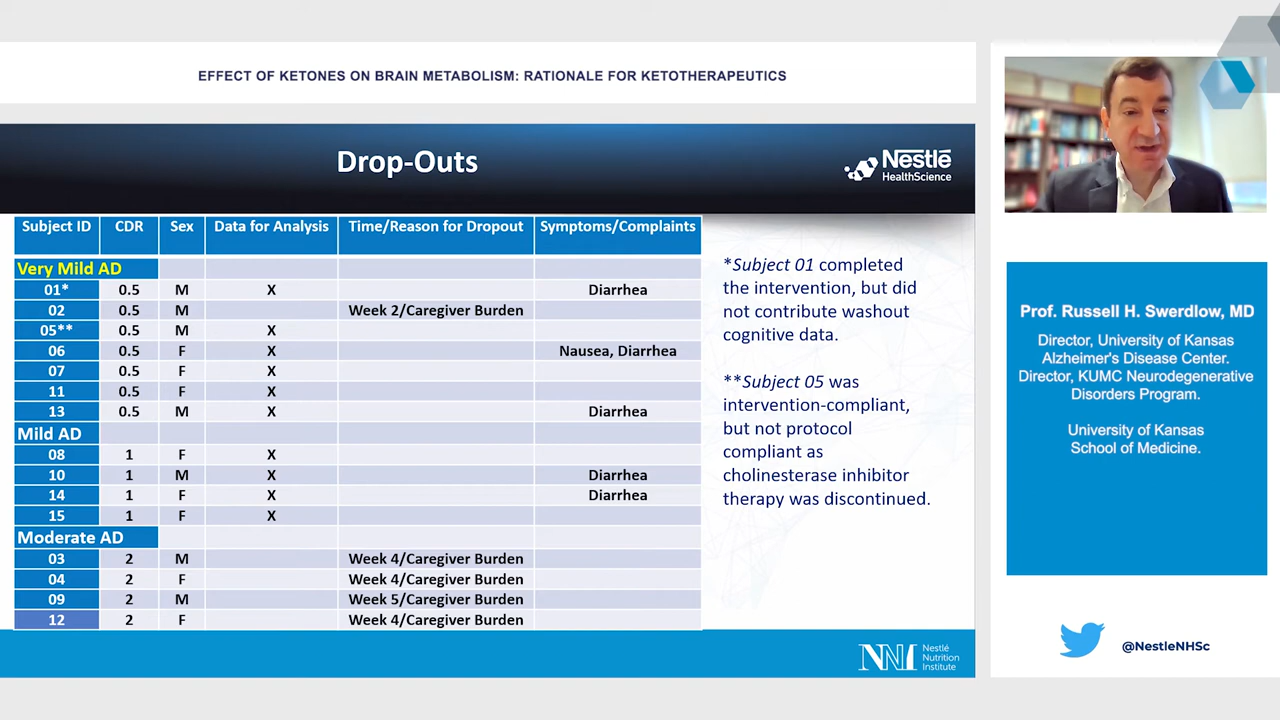 EFFECT OF KETONES ON BRAIN METABOLISM: RATIONALE FOR KETOTHERAPEUTICS
Drop-Outs
Nestlé
HealthScience
Subject ID CDR Sex Data for Analysis Time/Reason for Dropout Symptoms/Complaints
Very Mild AD
01* 0.5 M X Diarrhea
02 0.5 M Week 2/Caregiver Burden
05** 0.5 M X
06 0.5 F X Nausea, Diarrhea
07 0.5 F X
11 0.5 F X
13 0.5 M X Diarrhea
Mild AD
08 1 F X
10 1 M X Diarrhea
14 1 F X Diarrhea
15 1 F X
Moderate AD
03 2 M Week 4/Caregiver Burden
04 2 F Week 4/Caregiver Burden
09 2 M Week 5/Caregiver Burden
12 2 F Week 4/Caregiver Burden
*Subject 01 completed
the intervention, but did
not contribute washout
cognitive data.
**Subject 05 was
intervention-compliant,
but not protocol
compliant as
cholinesterase inhibitor
therapy was discontinued.
NNI
Nestlé
Nutrition
Institute
Prof. Russell H. Swerdlow, MD
Director, University of Kansas
Alzheimer's Disease Center.
Director, KUMC Neurodegenerative
Disorders Program.
University of Kansas
School of Medicine.
@NestleNHSc